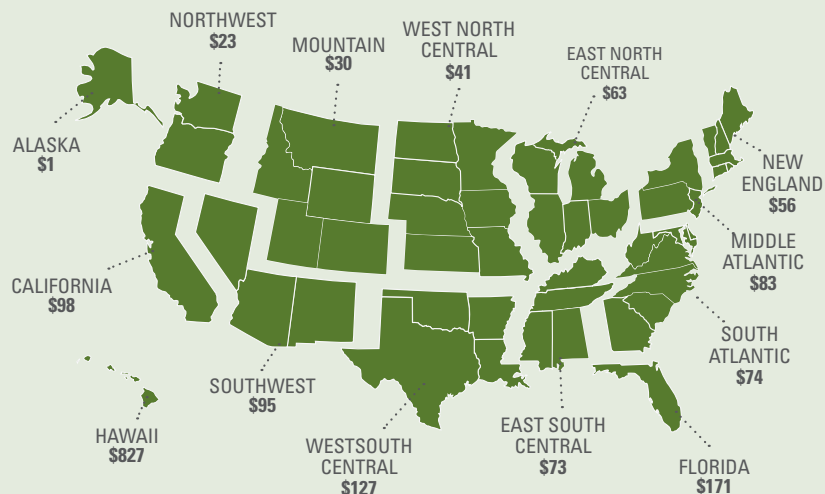 NORTHWEST
$23
MOUNTAIN
$30
WEST NORTH
CENTRAL
$41
EAST NORTH
CENTRAL
$63
ALASKA
$1
NEW
ENGLAND
$56
MIDDLE
ATLANTIC
$83
CALIFORNIA
$98
SOUTH
ATLANTIC
$74
SOUTHWEST
$95
HAWAII
$827
WESTSOUTH
CENTRAL
$127
EAST SOUTH
CENTRAL
$73
FLORIDA
$171